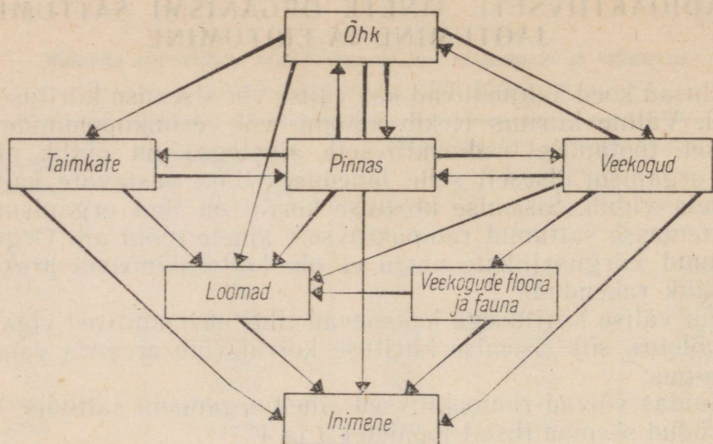 Õhk
Taimkate
Pinnas
Veekogud
Loomad
Veekogude floora
ja fauna
Inimene